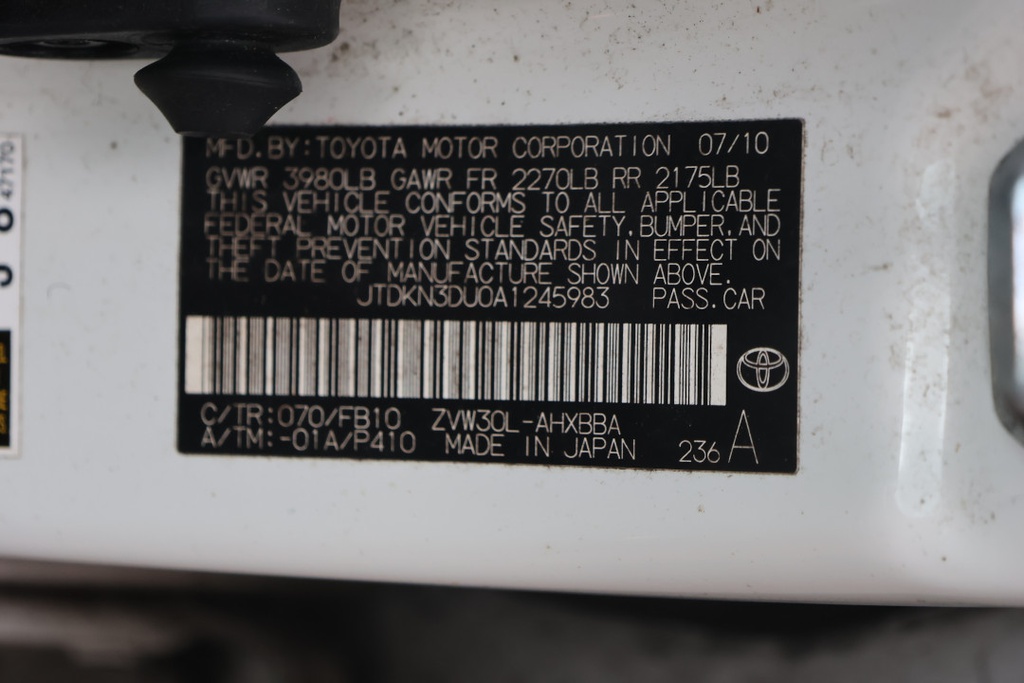 MFD.BY:TOYOTA MOTOR CORPORATION 07/10
GVWR 3980LB GAWR FR 2270LB RR 2175LB
THIS VEHICLE CONFORMS TO ALL APPLICABLE
FEDERAL MOTOR VEHICLE SAFETY,BUMPER,AND
THEFT PREVENTION STANDARDS IN EFFECT ON
THE DATE OF MANUFACTURE SHOWN ABOVE.
JTDKN3DU0A1245983 PASS.CAR
C/TR:070/FB10 ZVW30L-AHXBBA
A/TM:-01A/P410 MADE IN JAPAN 236 A
47170